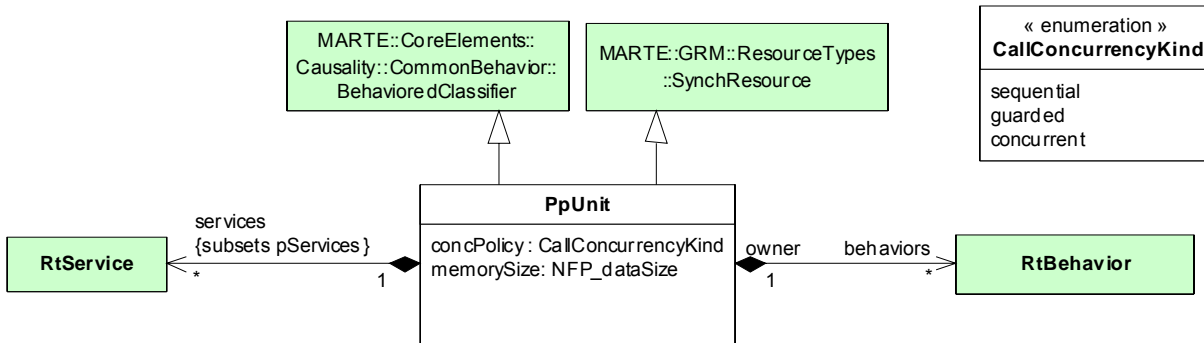 MARTE::CoreElements::
Causality::CommonBehavior::
BehavioredClassifier
MARTE::GRM::ResourceTypes
::SynchResource
« enumeration »
CallConcurrencyKind
sequential
guarded
concurrent
PpUnit
concPolicy: CallConcurrencyKind
memorySize: NFP_dataSize
services
{subsets pServices}
RtService
*
1
owner
behaviors
1
*
RtBehavior